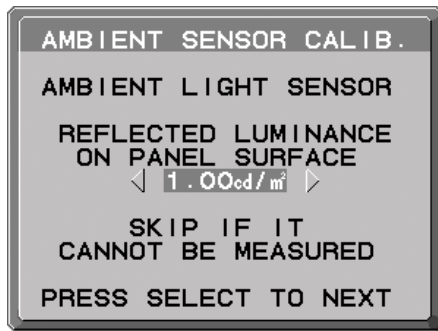 AMBIENT SENSOR CALIB.
AMBIENT LIGHT SENSOR
REFLECTED LUMINANCE
ON PANEL SURFACE
1.00cd/㎡
SKIP IF IT
CANNOT BE MEASURED
PRESS SELECT TO NEXT